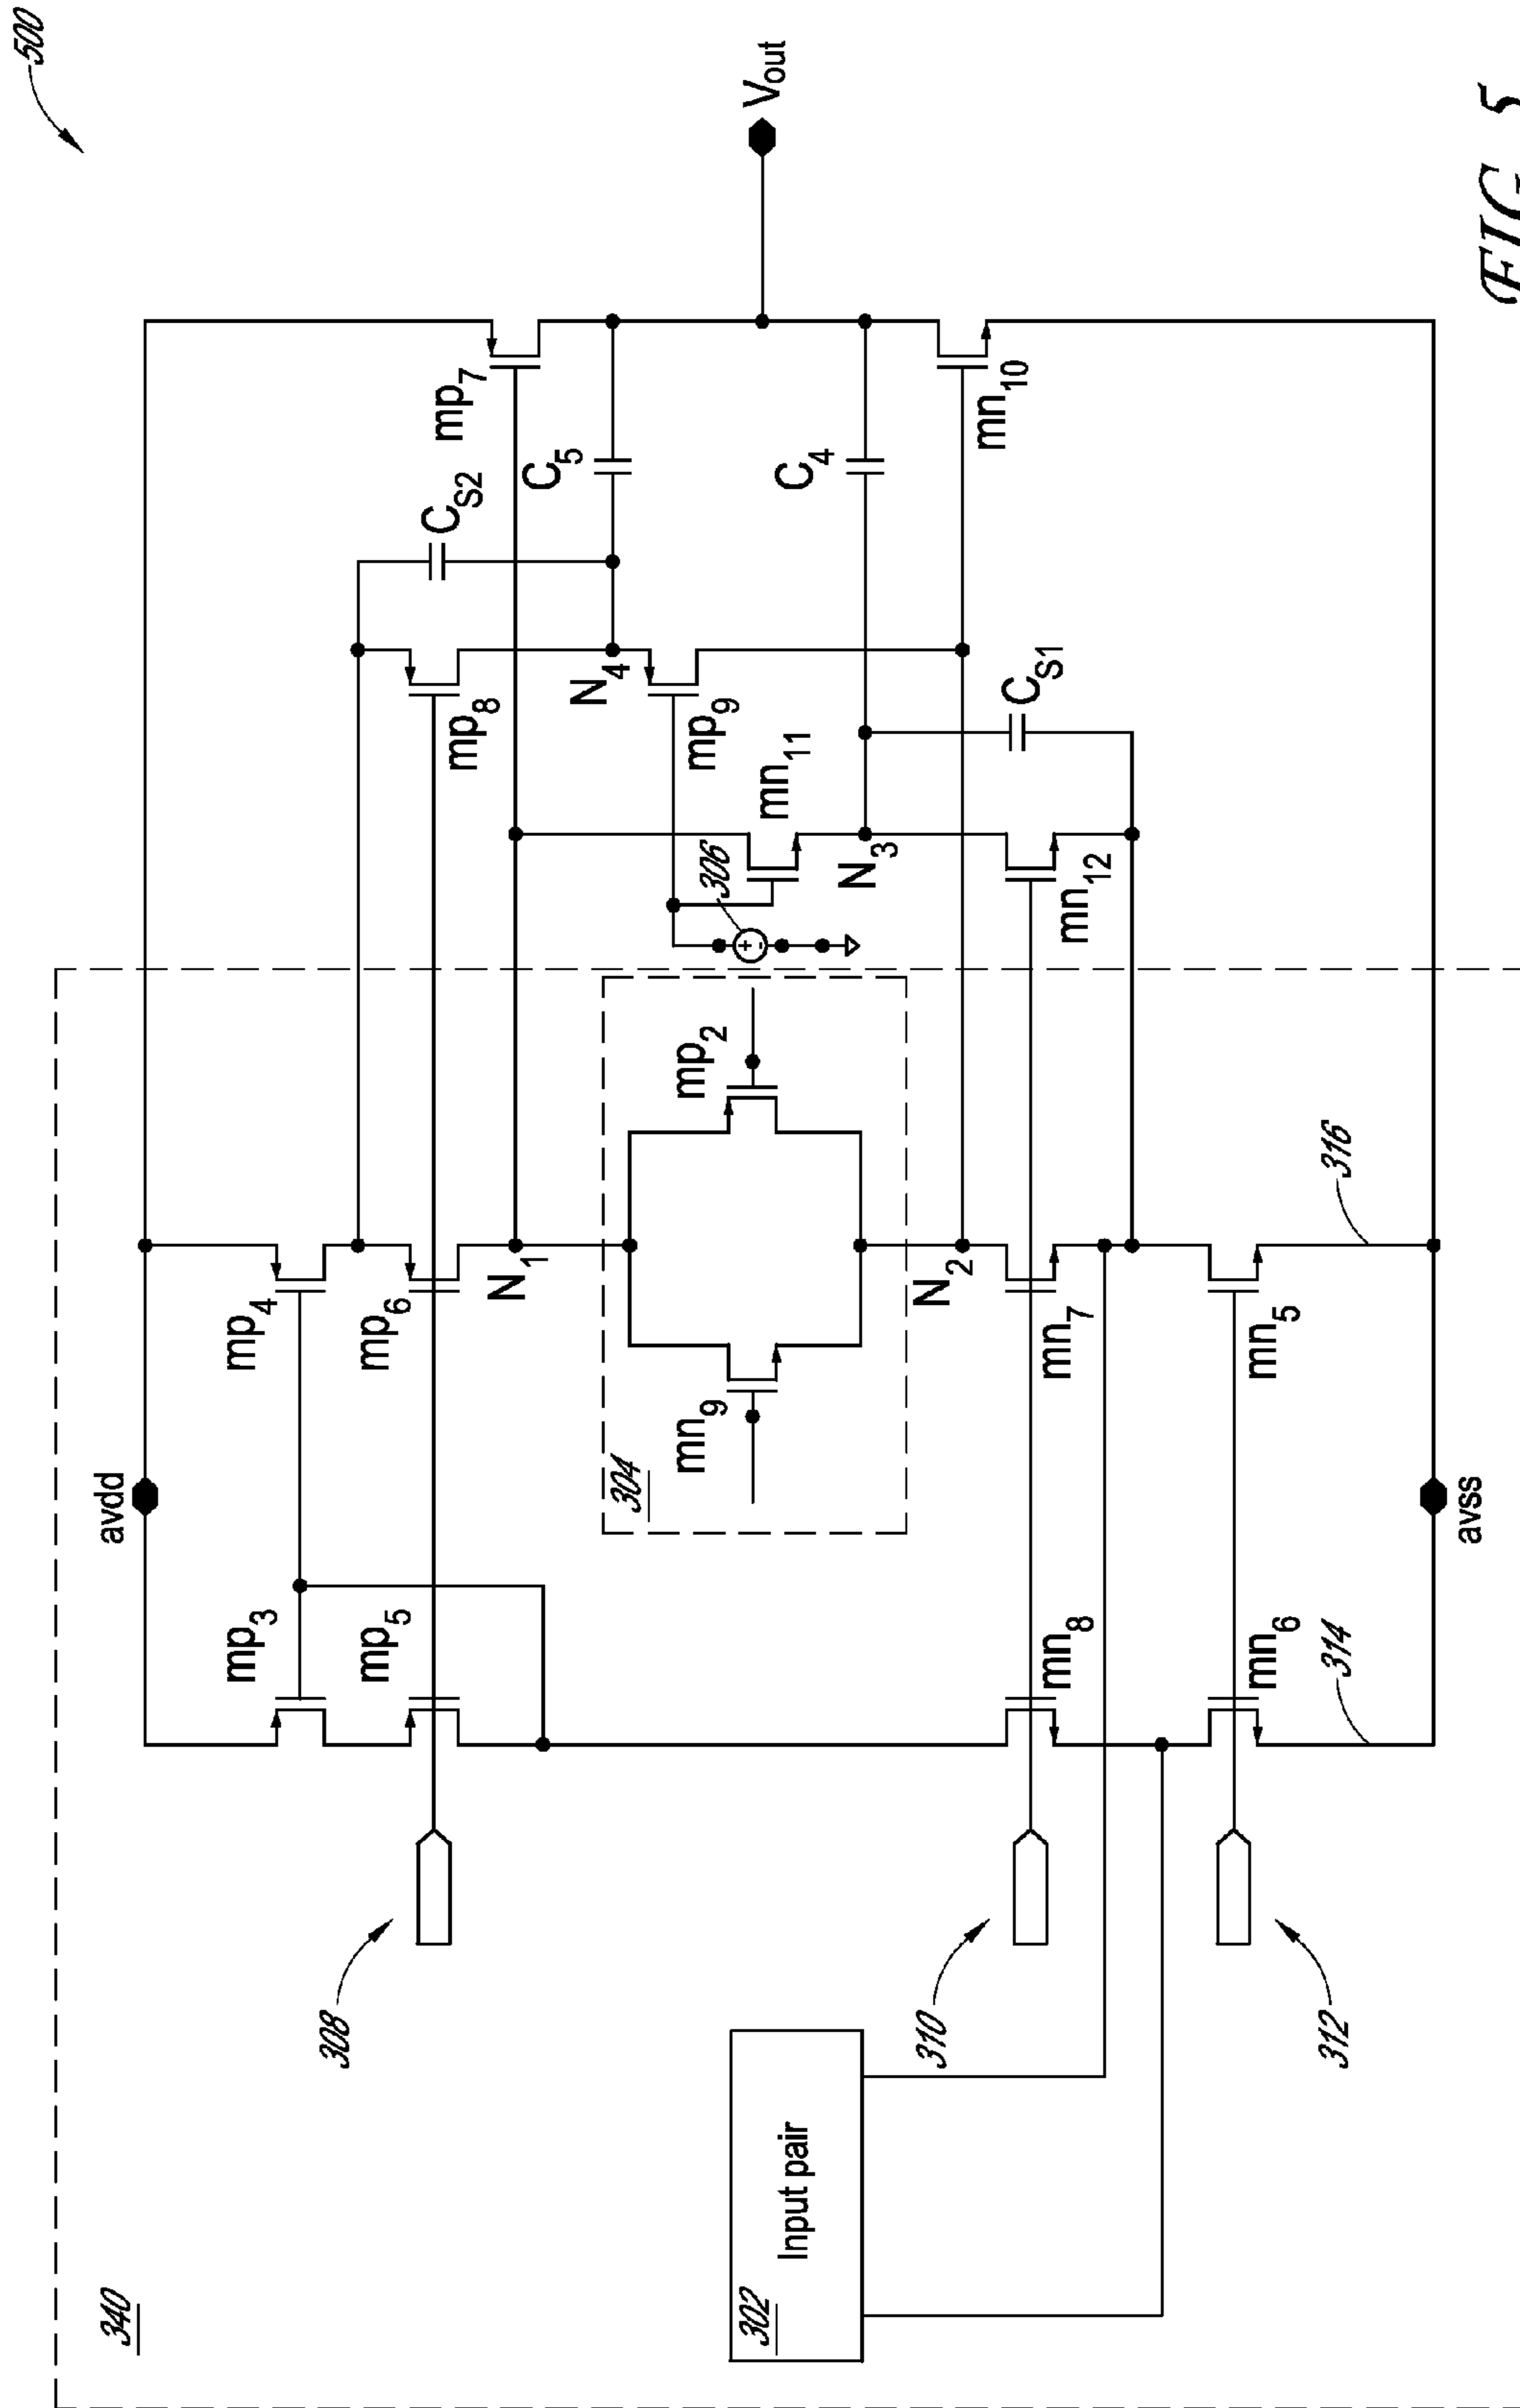 500
340
avdd
mp3
mp4
308
mp5
mp6
mp8
CS2
mp7
N1
N4
C5
304
mn9
mp2
306
mp9
mn11
Vout
302
Input pair
N2
N3
C4
310
mn8
mn7
mn12
CS1
mn10
312
mn6
mn5
314
316
avss
FIG. 5